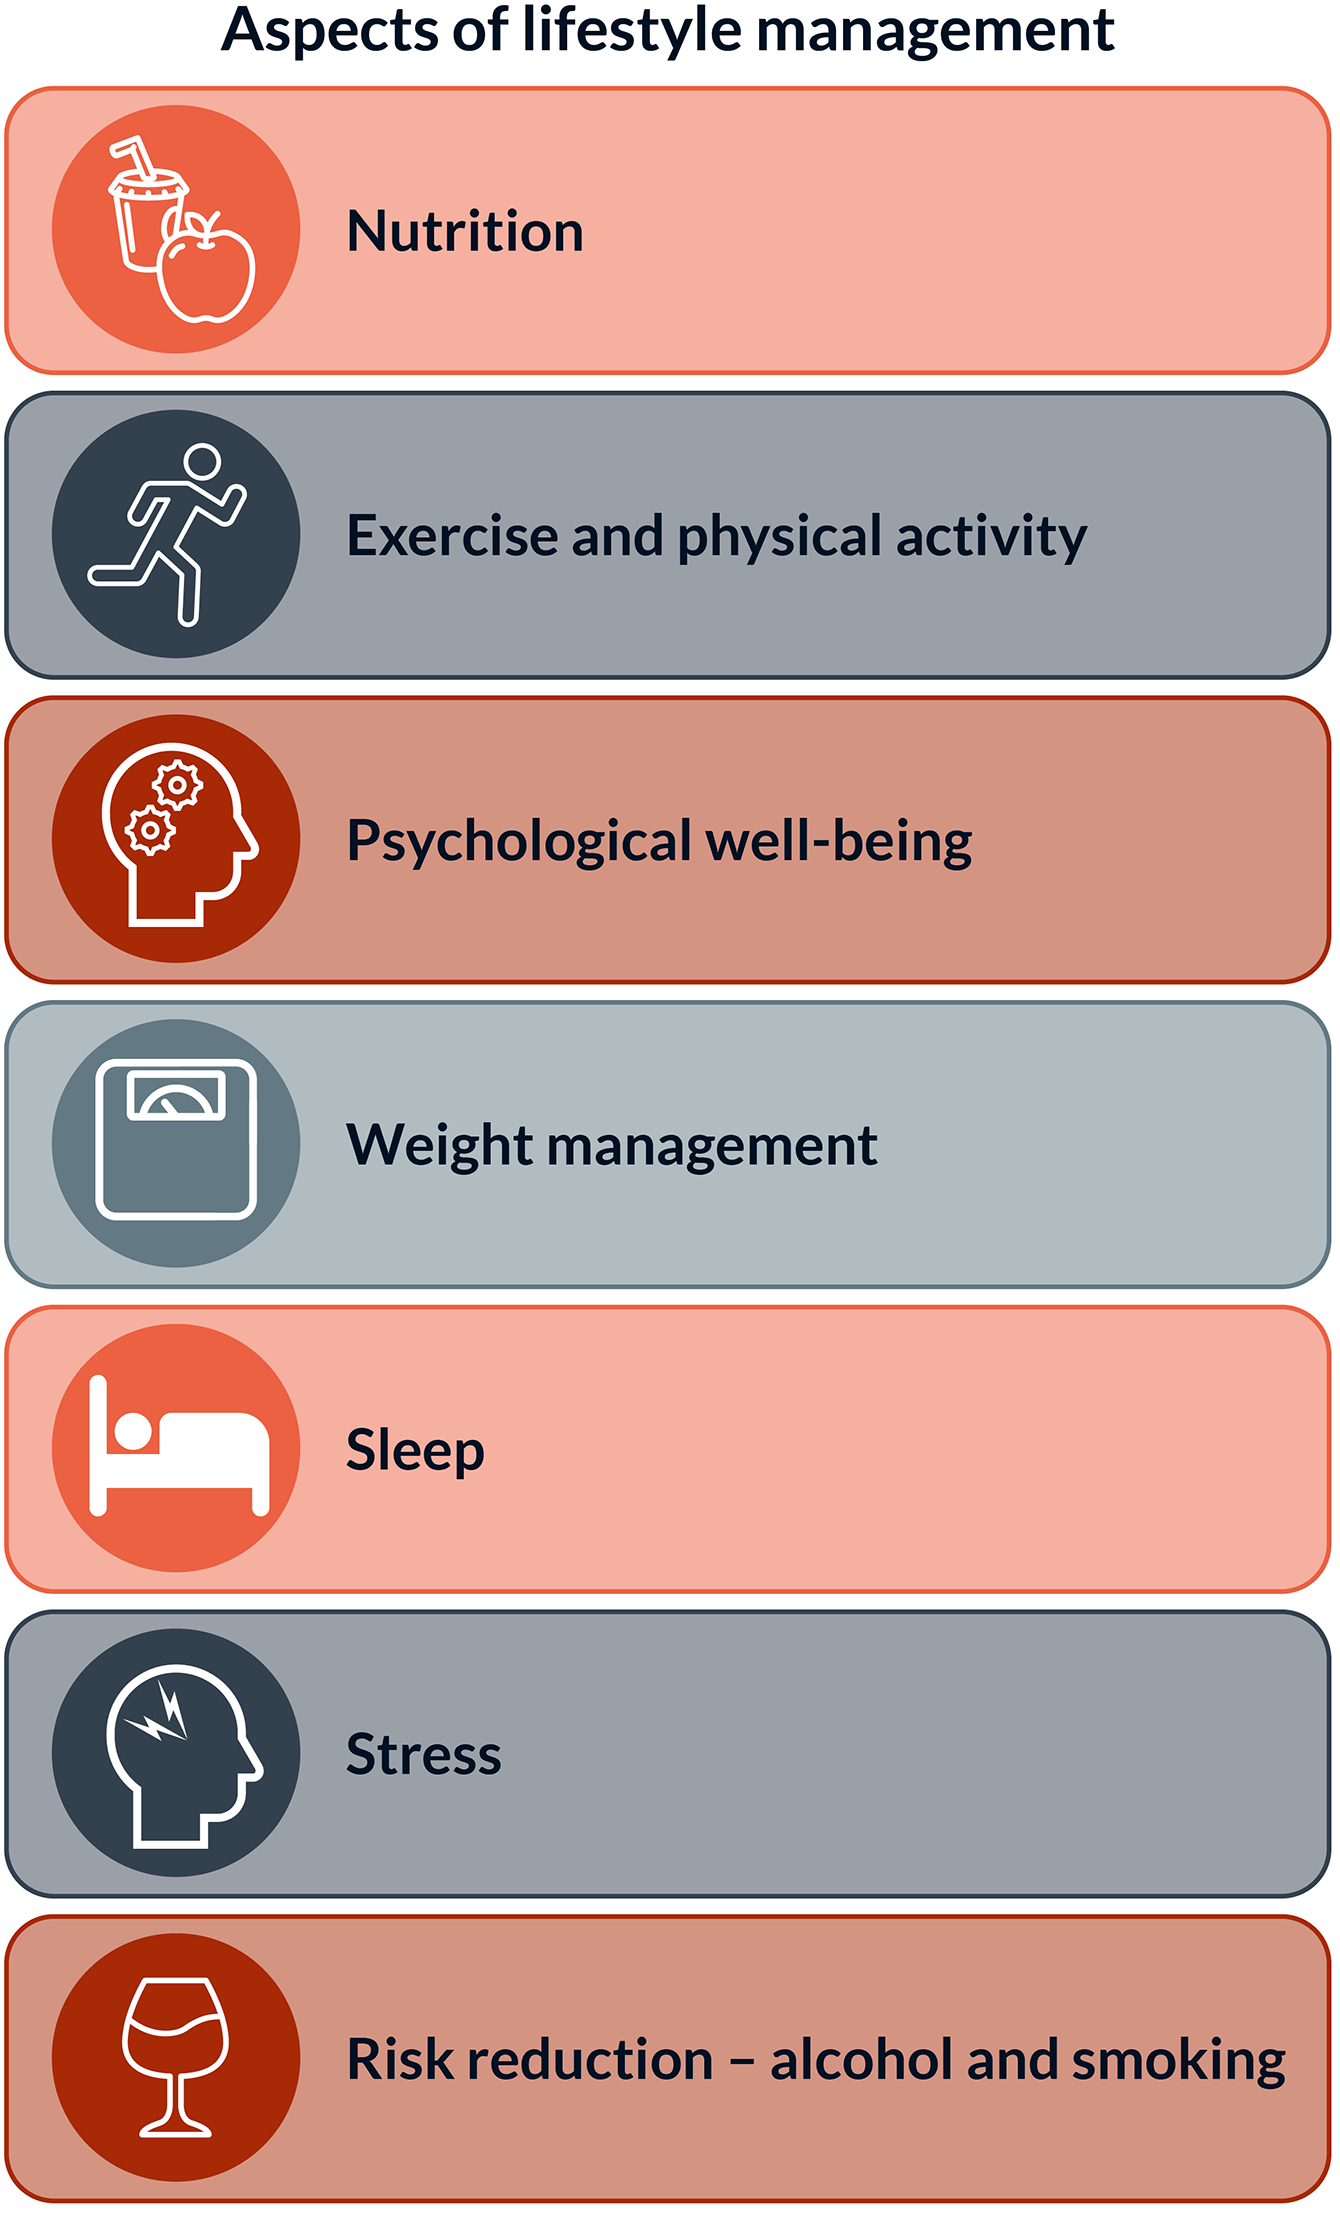 Aspects of lifestyle management
Nutrition
Exercise and physical activity
Psychological well-being
Weight management
Sleep
Stress
Risk reduction – alcohol and smoking